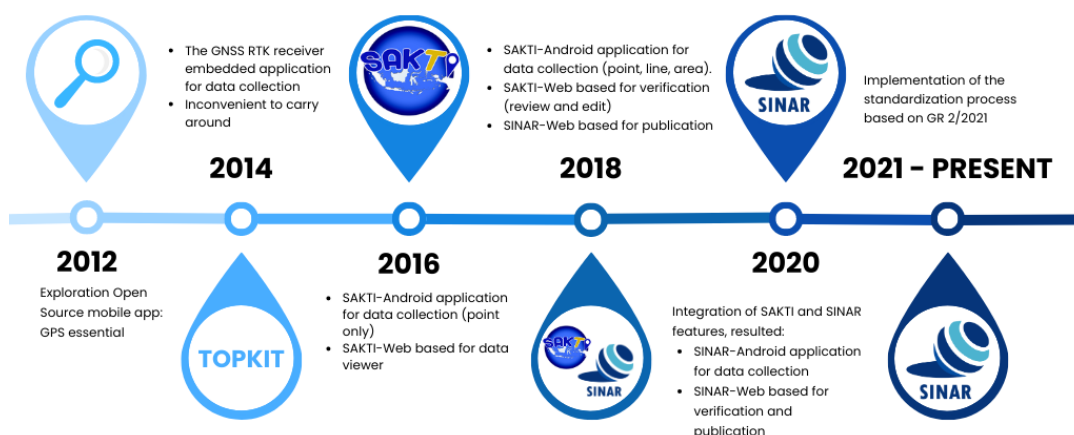 The GNSS RTK receiver
embedded application
for data collection
Inconvenient to carry
around
SAKTI
SAKTI-Android application for
data collection (point, line, area).
SAKTI-Web based for verification
(review and edit)
SINAR-Web based for publication
SINAR
Implementation of the
standardization process
based on GR 2/2021
2014
2018
2021 - PRESENT
2012
Exploration Open
Source mobile app:
GPS essential
TOPKIT
2016
SAKTI-Android application
for data collection (point
only)
SAKTI-Web based for data
viewer
SAKTI
SINAR
2020
Integration of SAKTI and SINAR
features, resulted:
SINAR-Android application
for data collection
SINAR-Web based for
verification and
publication
SINAR